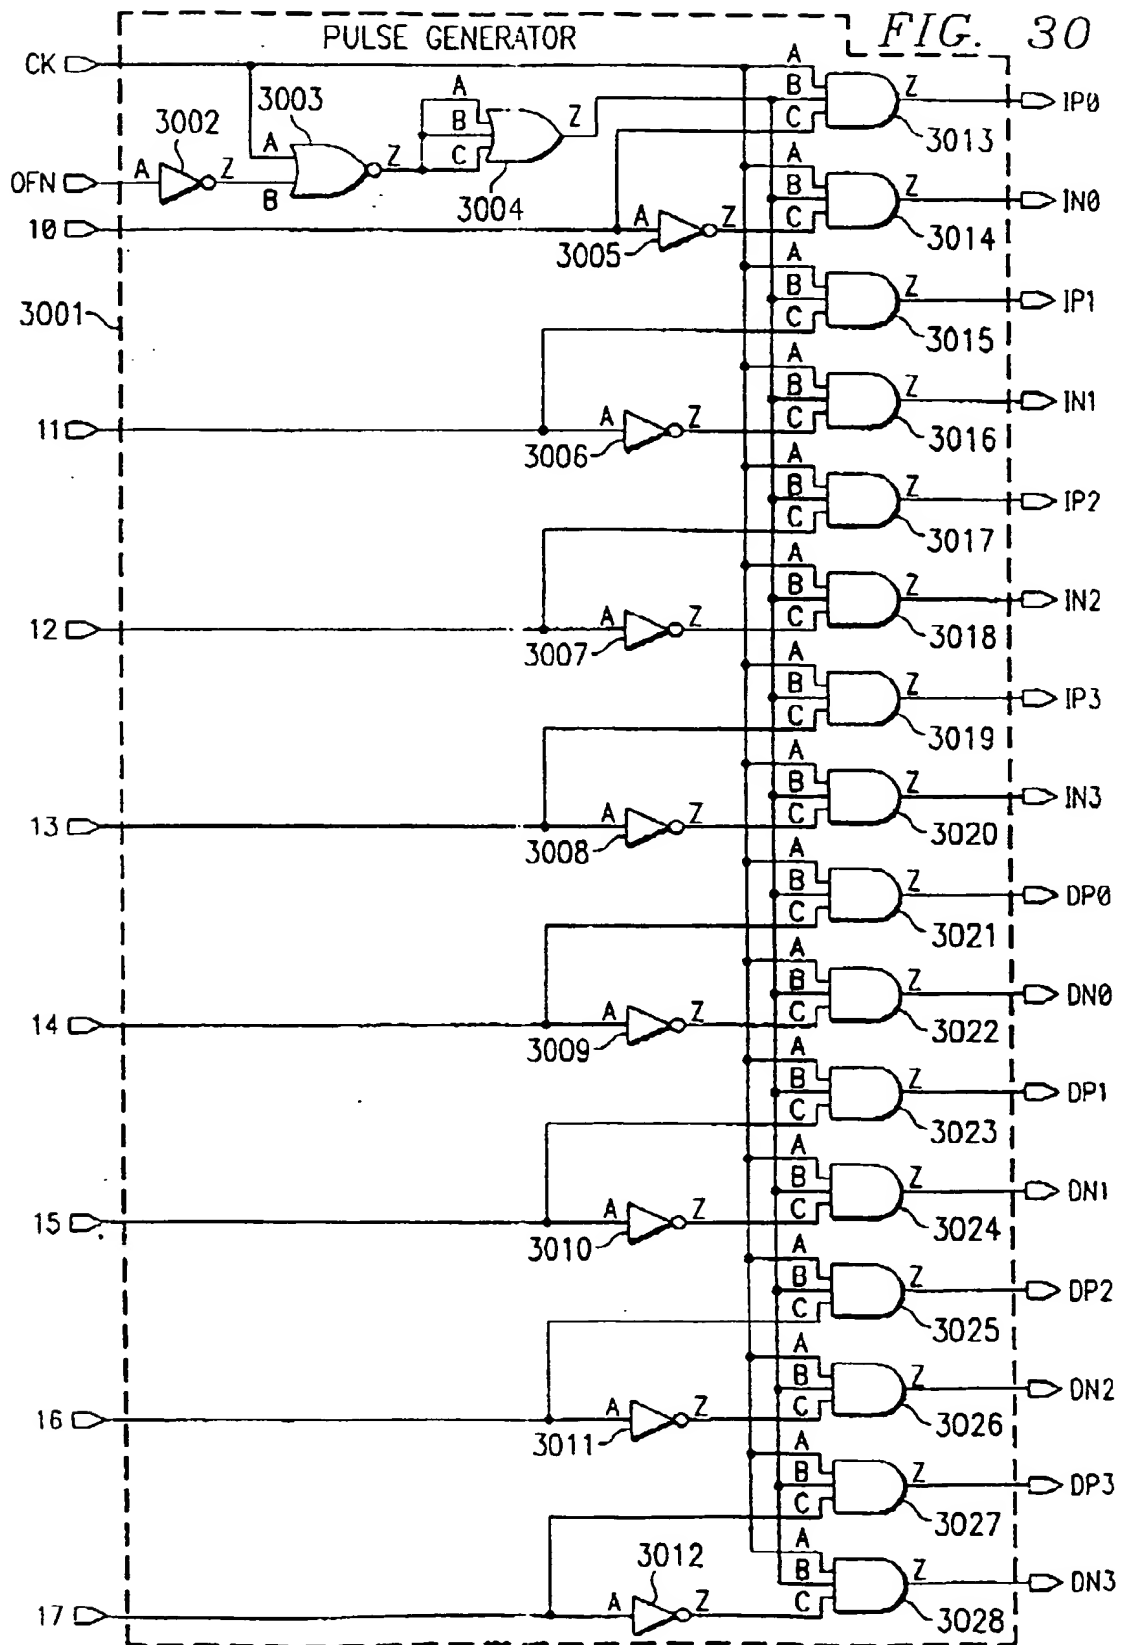 FIG. 30
PULSE GENERATOR
CK
A
B
C
Z
IP0
3013
3003
A
B
C
Z
3004
3002
A
Z
A
B
Z
OFN
A
B
C
Z
IN0
3014
10
A
Z
3005
3001
A
B
C
Z
IP1
3015
A
B
C
Z
IN1
3016
11
A
Z
3006
A
B
C
Z
IP2
3017
A
B
C
Z
IN2
3018
12
A
Z
3007
A
B
C
Z
IP3
3019
A
B
C
Z
IN3
3020
13
A
Z
3008
A
B
C
Z
DP0
3021
A
B
C
Z
DN0
3022
14
A
Z
3009
A
B
C
Z
DP1
3023
A
B
C
Z
DN1
3024
15
A
Z
3010
A
B
C
Z
DP2
3025
A
B
C
Z
DN2
3026
16
A
Z
3011
A
B
C
Z
DP3
3027
A
B
C
Z
DN3
3028
3012
17
A
Z